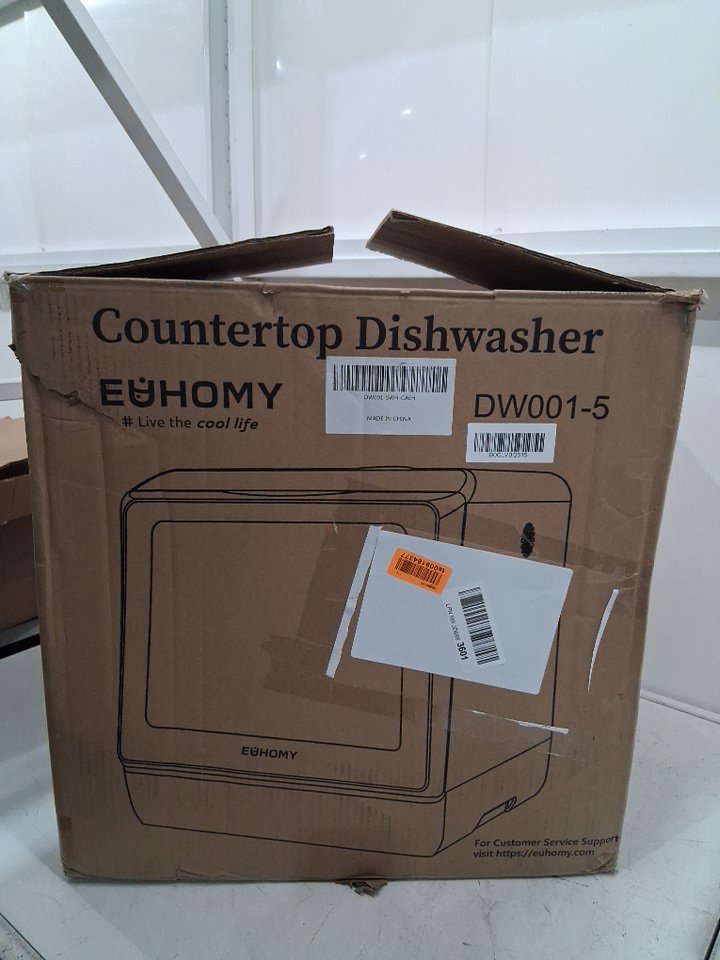 Countertop Dishwasher
EUHOMY
# Live the cool life
MADE IN CHINA
DW001-5
3601
EUHOMY
For Customer Service Support
visit https://euhomy.com